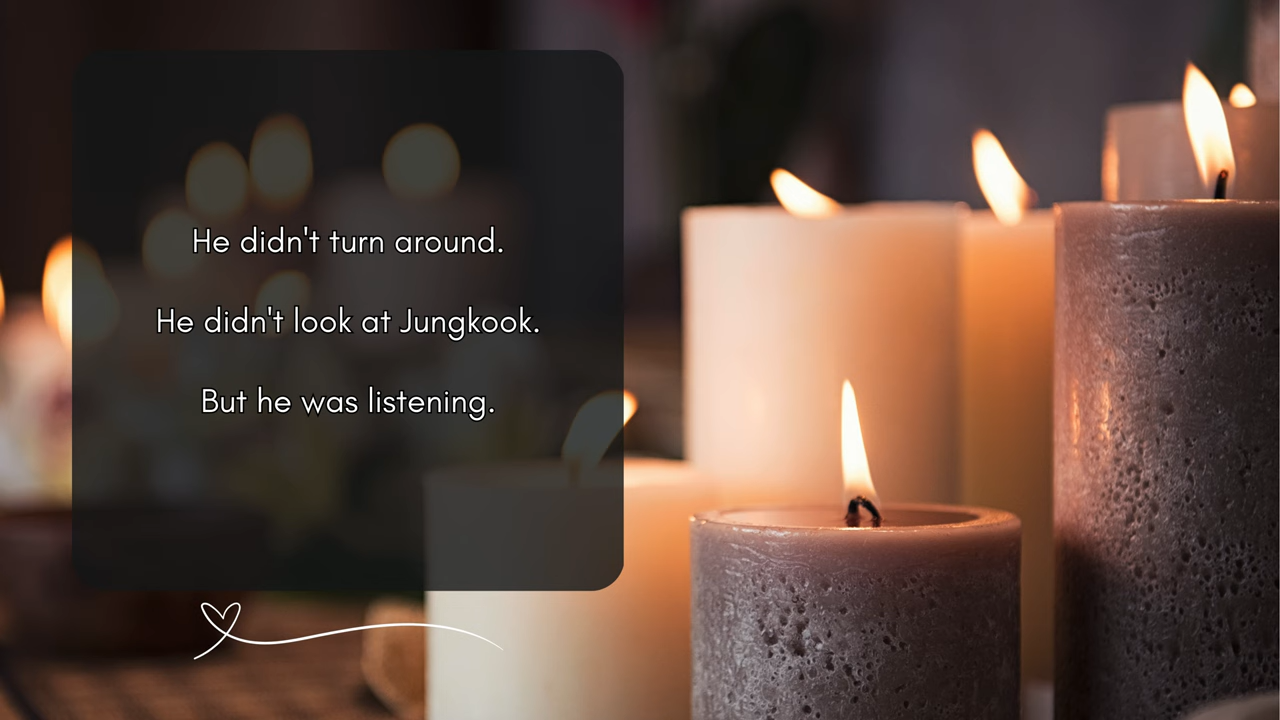 He didn't turn around.
He didn't look at Jungkook.
But he was listening.